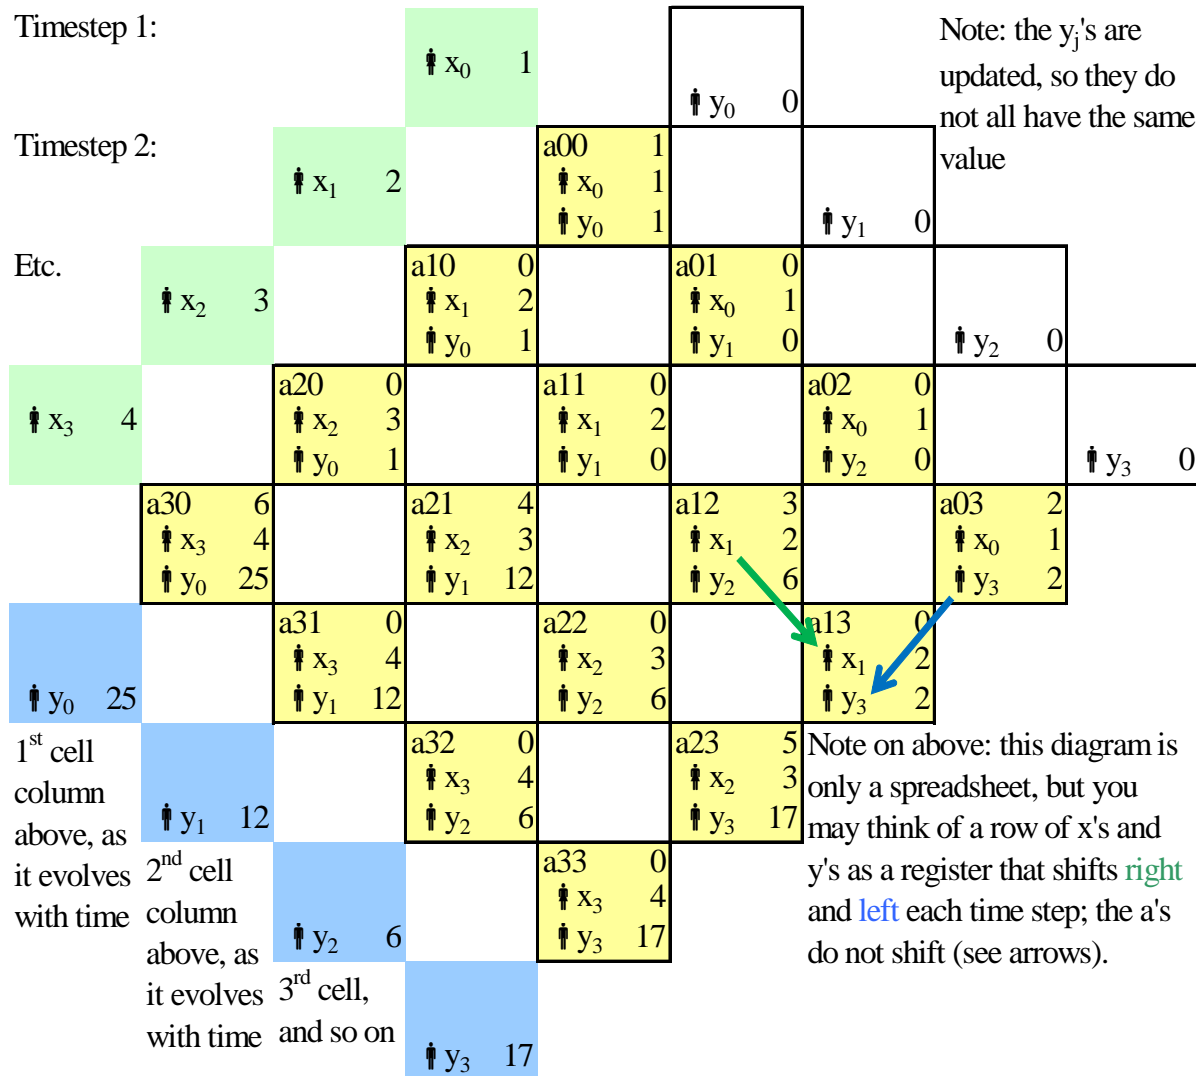 Timestep 1:
x0 1
y0 0
Note: the yj's are
updated, so they do
not all have the same
value
Timestep 2:
x1 2
a00 1
x0 1
y0 1
y1 0
Etc.
x2 3
a10 0
x1 2
y0 1
a01 0
x0 1
y1 0
y2 0
x3 4
a20 0
x2 3
y0 1
a11 0
x1 2
y1 0
a02 0
x0 1
y2 0
y3 0
a30 6
x3 4
y0 25
a21 4
x2 3
y1 12
a12 3
x1 2
y2 6
a03 2
x0 1
y3 2
y0 25
a31 0
x3 4
y1 12
a22 0
x2 3
y2 6
a13 0
x1 2
y3 2
1st cell
column
above, as
it evolves
with time
y1 12
a32 0
x3 4
y2 6
a23 5
x2 3
y3 17
Note on above: this diagram is
only a spreadsheet, but you
may think of a row of x's and
y's as a register that shifts right
and left each time step; the a's
do not shift (see arrows).
2nd cell
column
above, as
it evolves
with time
y2 6
a33 0
x3 4
y3 17
3rd cell,
and so on
y3 17